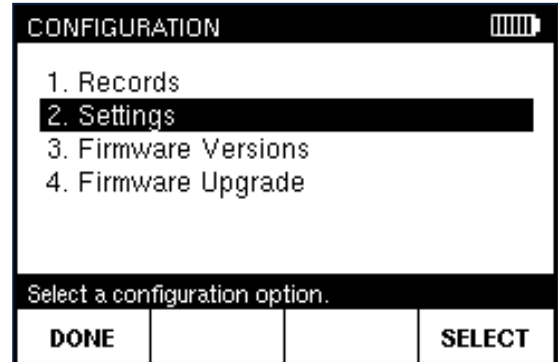 CONFIGURATION
1. Records
2. Settings
3. Firmware Versions
4. Firmware Upgrade
Select a configuration option.
DONE SELECT